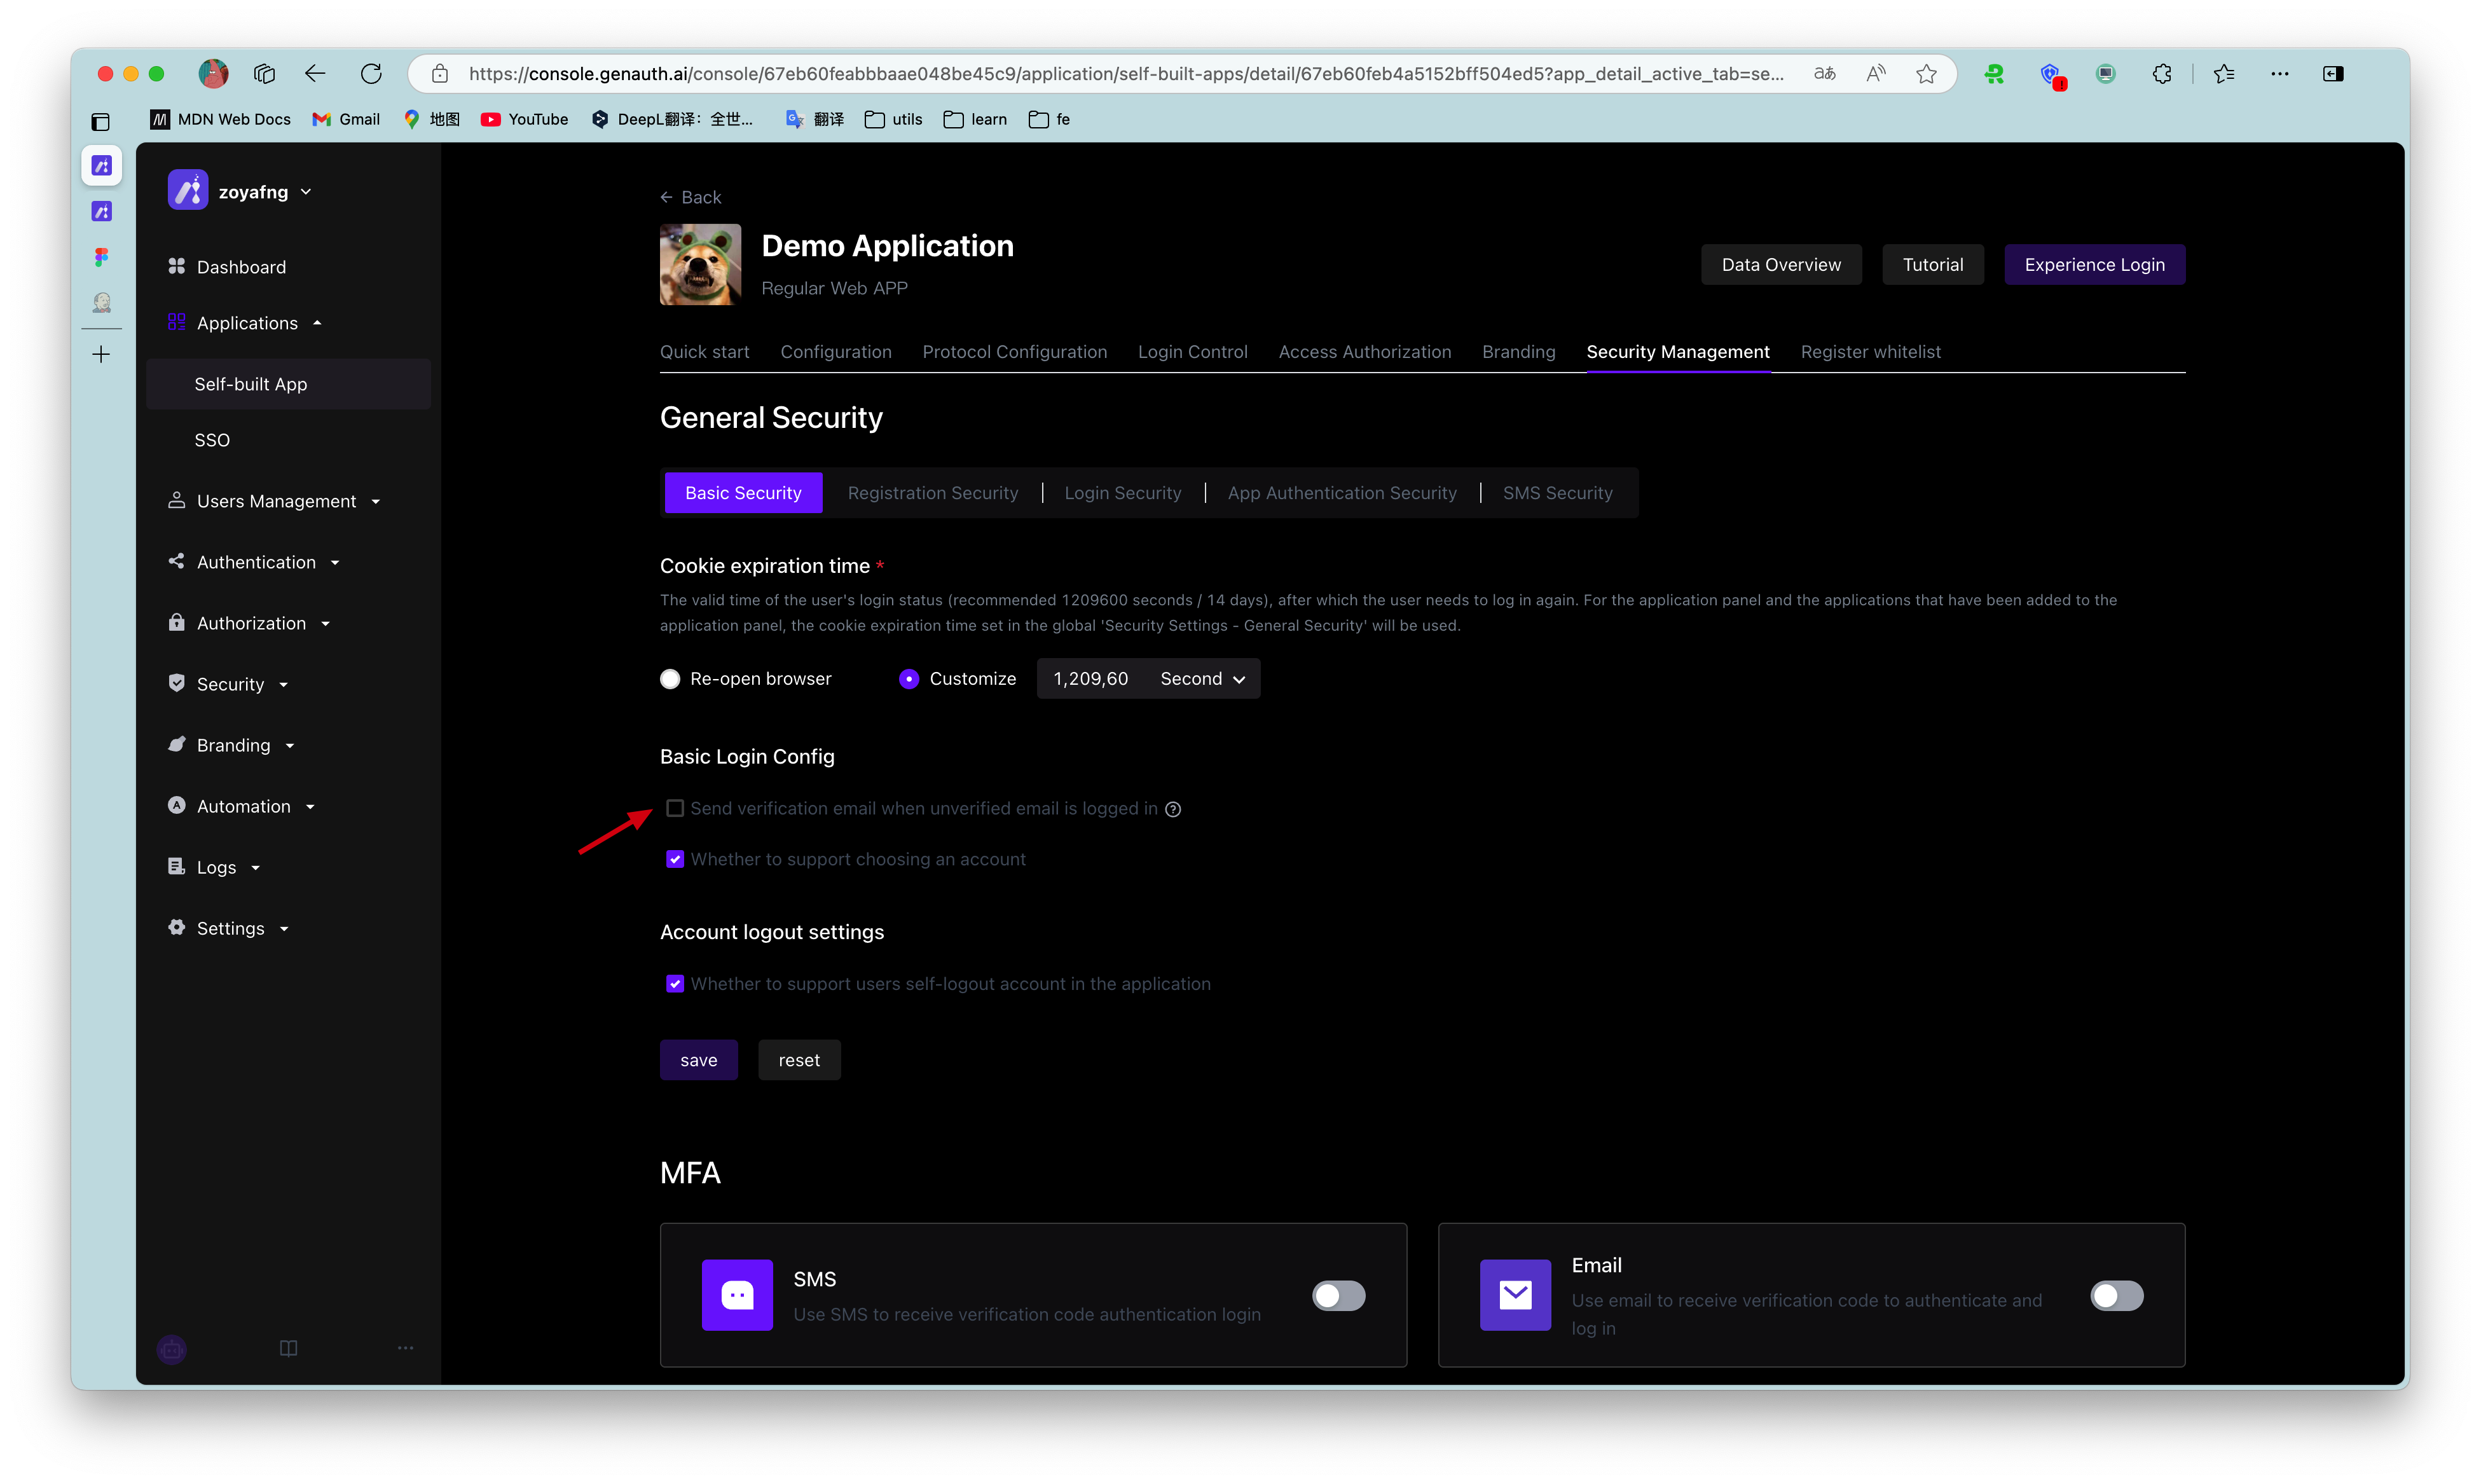 https://console.genauth.ai/console/67eb60feabbbaae048be45c9/application/self-built-apps/detail/67eb60feb4a5152bff504ed5?app_detail_active_tab=se...
MDN Web Docs
Gmail
地图
YouTube
DeepL翻译：全世...
翻译
utils
learn
fe
zoyafng
Dashboard
Applications
Self-built App
SSO
Users Management
Authentication
Authorization
Security
Branding
Automation
Logs
Settings
Back
Demo Application
Regular Web APP
Data Overview
Tutorial
Experience Login
Quick start
Configuration
Protocol Configuration
Login Control
Access Authorization
Branding
Security Management
Register whitelist
General Security
Basic Security
Registration Security
Login Security
App Authentication Security
SMS Security
Cookie expiration time *
The valid time of the user's login status (recommended 1209600 seconds / 14 days), after which the user needs to log in again. For the application panel and the applications that have been added to the
application panel, the cookie expiration time set in the global 'Security Settings - General Security' will be used.
Re-open browser
Customize
1,209,60
Second
Basic Login Config
Send verification email when unverified email is logged in
Whether to support choosing an account
Account logout settings
Whether to support users self-logout account in the application
save
reset
MFA
SMS
Use SMS to receive verification code authentication login
Email
Use email to receive verification code to authenticate and
log in